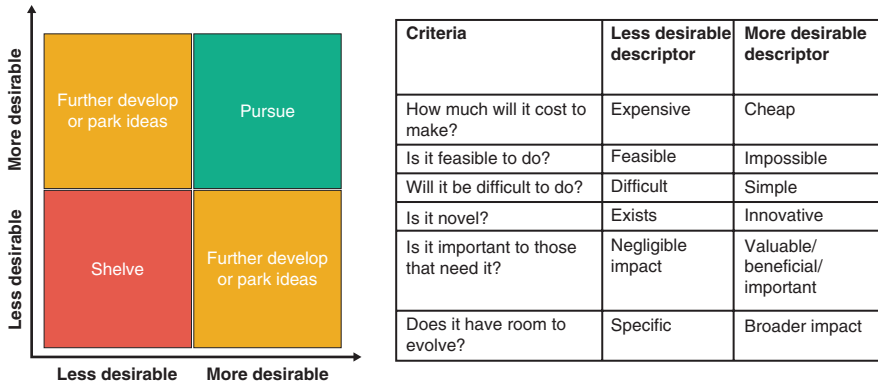 More desirable
Less desirable
Further develop
or park ideas
Pursue
Shelve
Further develop
or park ideas
Less desirable
More desirable
Criteria
Less desirable
descriptor
More desirable
descriptor
How much will it cost to
make?
Expensive
Cheap
Is it feasible to do?
Feasible
Impossible
Will it be difficult to do?
Difficult
Simple
Is it novel?
Exists
Innovative
Is it important to those
that need it?
Negligible
impact
Valuable/
beneficial/
important
Does it have room to
evolve?
Specific
Broader impact